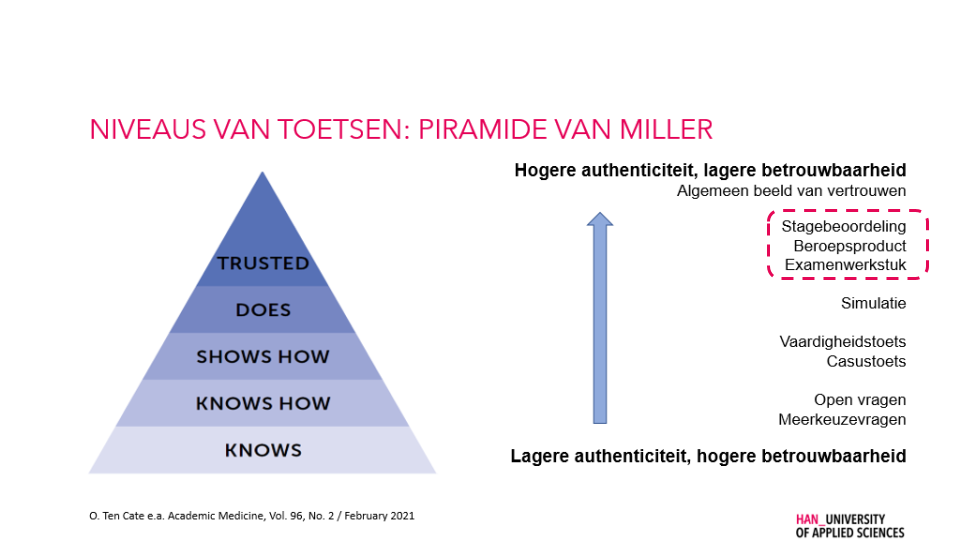 NIVEAUS VAN TOETSEN: PIRAMIDE VAN MILLER
TRUSTED
DOES
SHOWS HOW
KNOWS HOW
KNOWS
Hogere authenticiteit, lagere betrouwbaarheid
Algemeen beeld van vertrouwen
Stagebeoordeling
Beroepsproduct
Examenwerkstuk
Simulatie
Vaardigheidstoets
Casustoets
Open vragen
Meerkeuzevragen
Lagere authenticiteit, hogere betrouwbaarheid
O. Ten Cate e.a. Academic Medicine, Vol. 96, No. 2 / February 2021
HAN_UNIVERSITY
OF APPLIED SCIENCES